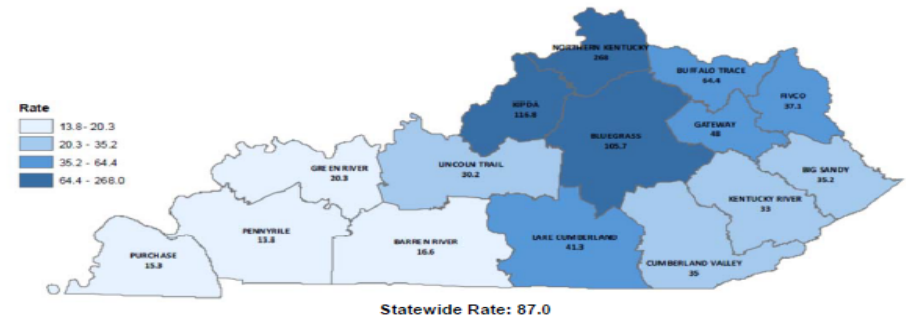 NORTHERN KENTUCKY
268
BUFFALO TRACE
64.4
FIVCO
37.1
KIPDA
116.8
Rate
13.8 - 20.3
20.3 - 35.2
35.2 - 64.4
64.4 - 268.0
BLUEGRASS
105.7
GATEWAY
48
GREEN RIVER
20.3
LINCOLN TRAIL
30.2
BIG SANDY
35.2
KENTUCKY RIVER
33
PENNYRILE
13.8
BARREN RIVER
16.6
LAKE CUMBERLAND
41.3
PURCHASE
15.3
CUMBERLAND VALLEY
35
Statewide Rate: 87.0